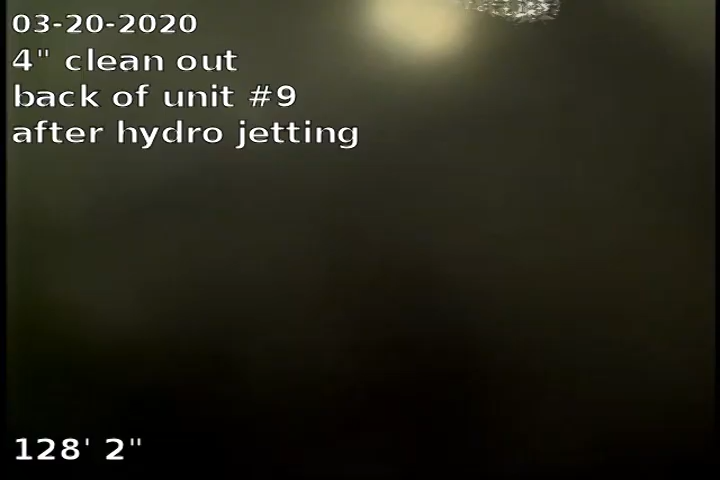 03-20-2020
4" clean out
back of unit #9
after hydro jetting
128' 2"